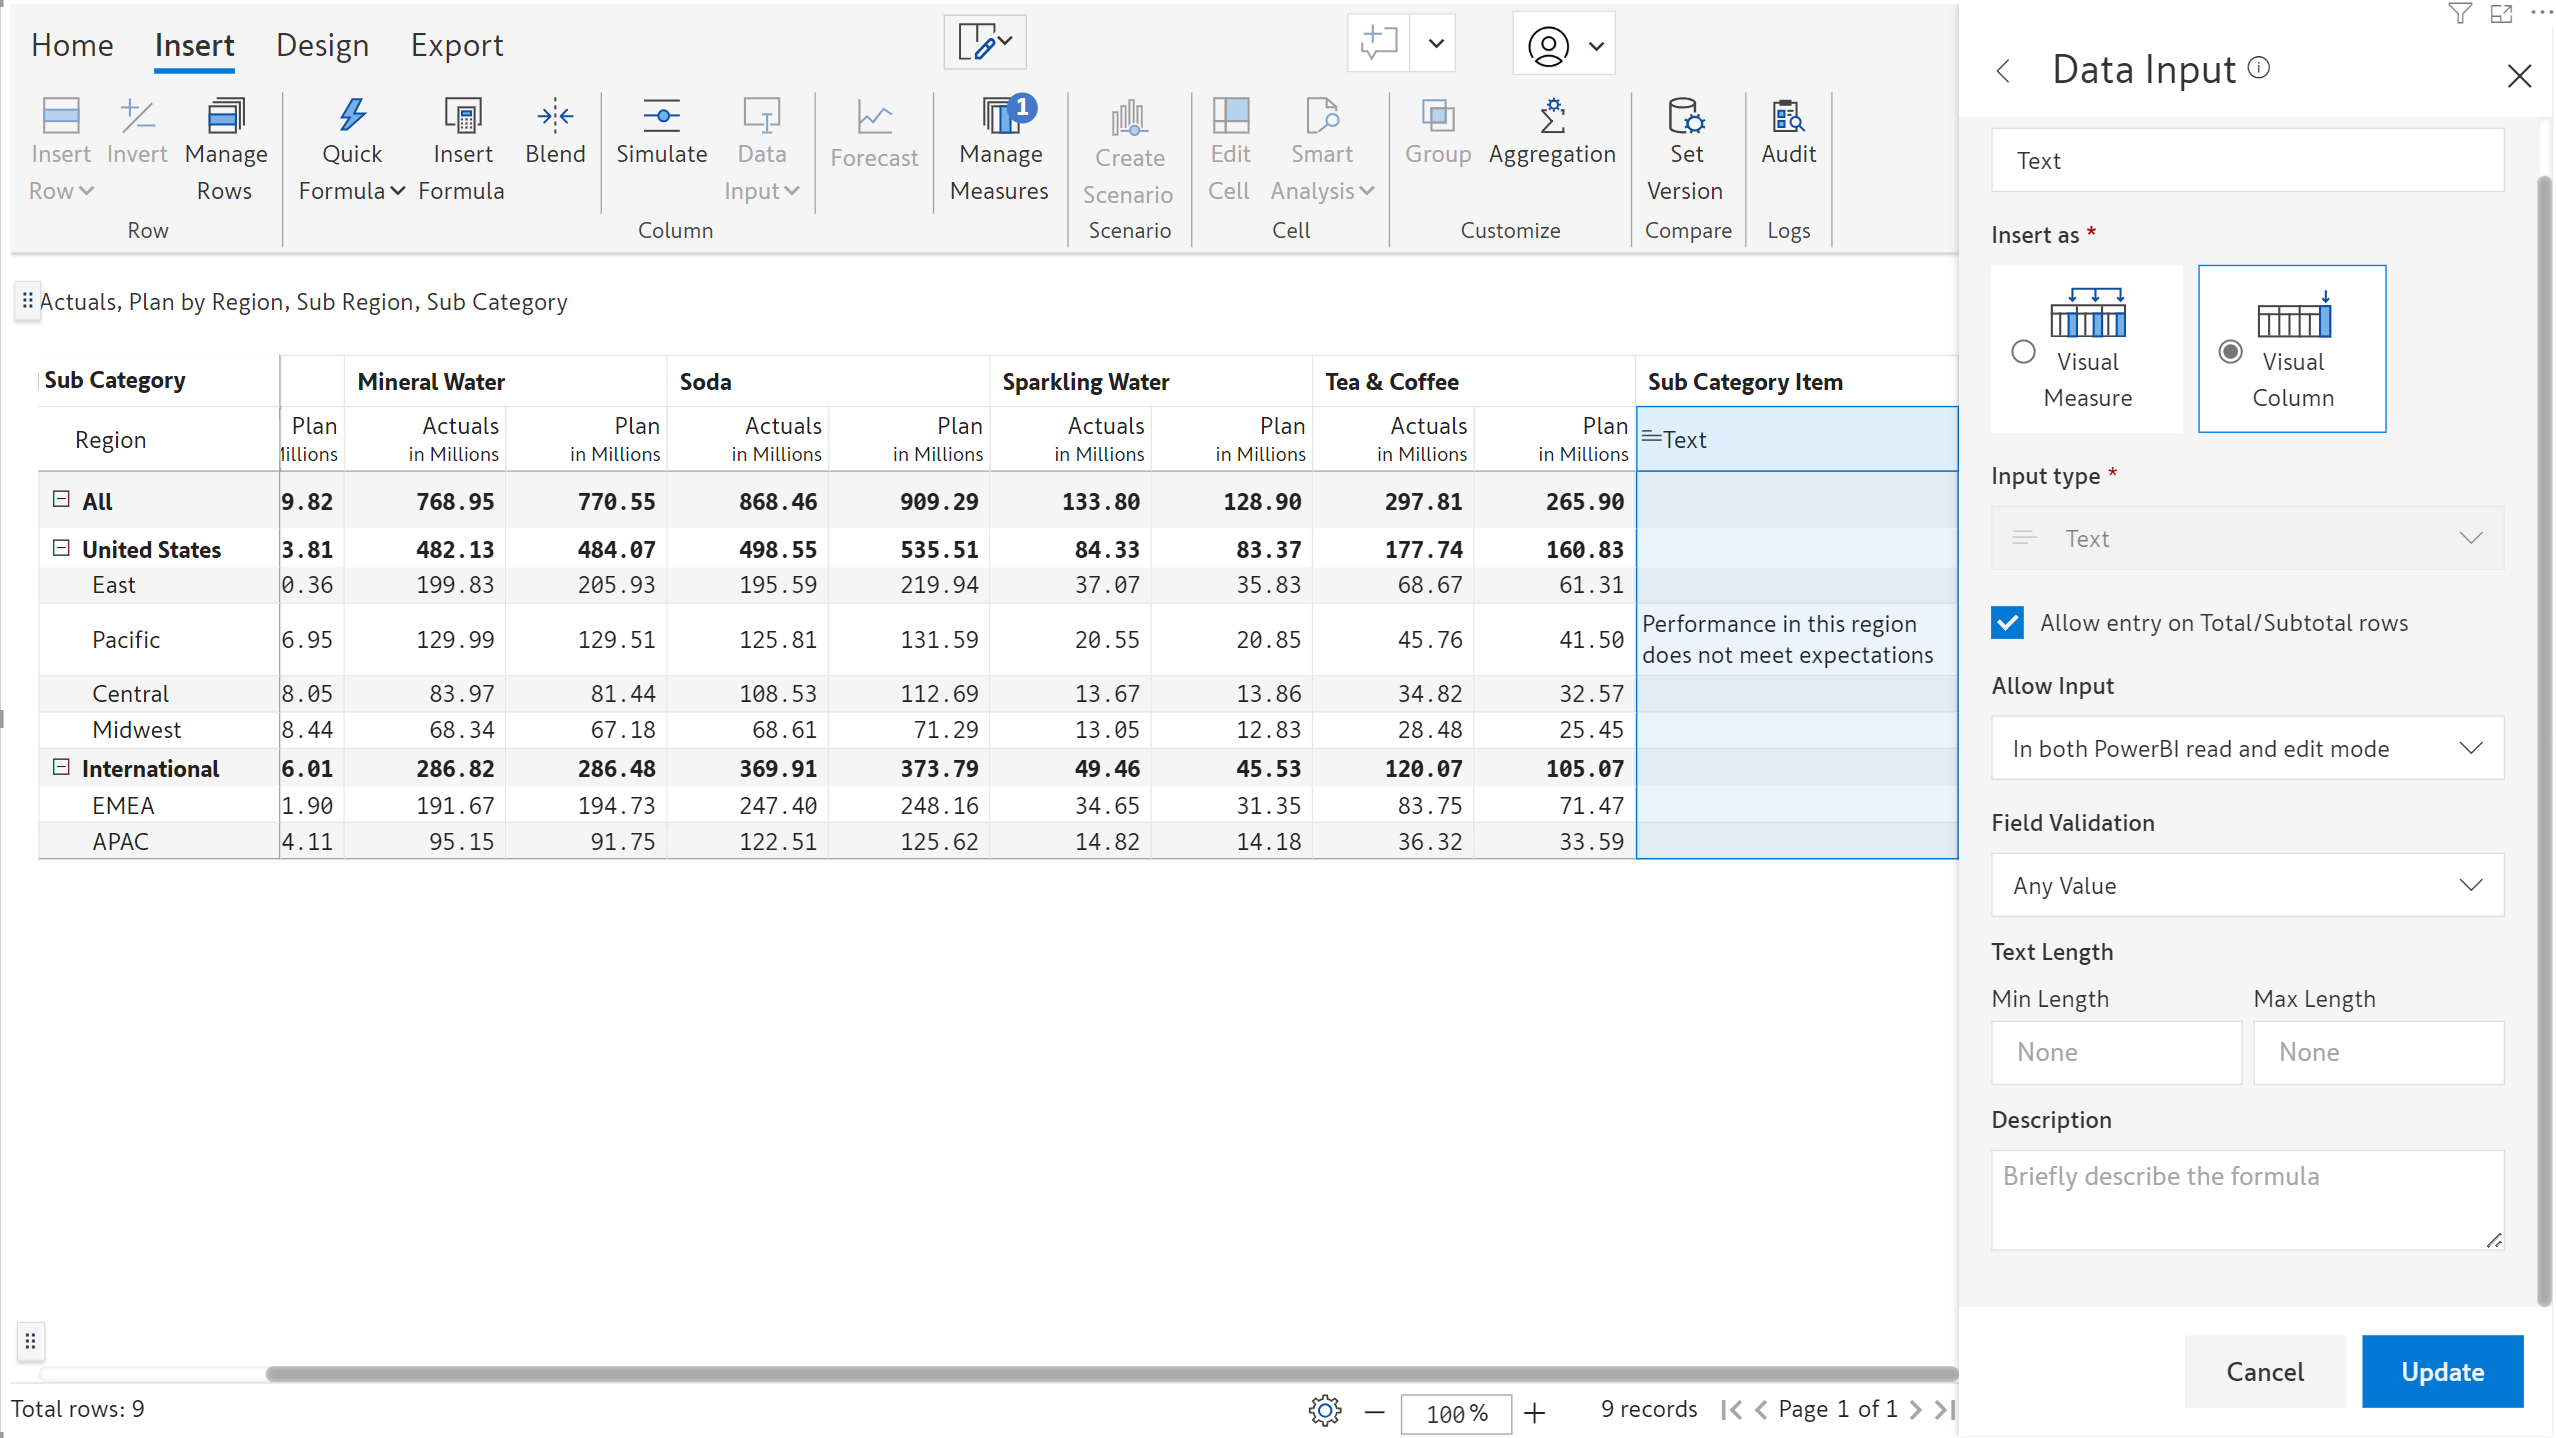 Home Insert Design Export
Insert Row Invert Manage Rows Quick Formula Insert Formula Blend Simulate Data Input Forecast Manage Measures 1 Create Scenario Edit Cell Smart Analysis Group Aggregation Set Version Audit
Row Column Scenario Cell Customize Compare Logs
Actuals, Plan by Region, Sub Region, Sub Category
Sub Category Mineral Water Soda Sparkling Water Tea & Coffee Sub Category Item
Region Plan Actuals Plan Actuals Plan Actuals Plan Actuals Plan Text
illions in Millions in Millions in Millions in Millions in Millions in Millions in Millions in Millions
All 9.82 768.95 770.55 868.46 909.29 133.80 128.90 297.81 265.90
United States 3.81 482.13 484.07 498.55 535.51 84.33 83.37 177.74 160.83
East 0.36 199.83 205.93 195.59 219.94 37.07 35.83 68.67 61.31
Pacific 6.95 129.99 129.51 125.81 131.59 20.55 20.85 45.76 41.50 Performance in this region
does not meet expectations
Central 8.05 83.97 81.44 108.53 112.69 13.67 13.86 34.82 32.57
Midwest 8.44 68.34 67.18 68.61 71.29 13.05 12.83 28.48 25.45
International 6.01 286.82 286.48 369.91 373.79 49.46 45.53 120.07 105.07
EMEA 1.90 191.67 194.73 247.40 248.16 34.65 31.35 83.75 71.47
APAC 4.11 95.15 91.75 122.51 125.62 14.82 14.18 36.32 33.59
Total rows: 9 100 % 9 records Page 1 of 1
Data Input
Text
Insert as *
Visual Measure Visual Column
Input type *
Text
Allow entry on Total/Subtotal rows
Allow Input
In both PowerBI read and edit mode
Field Validation
Any Value
Text Length
Min Length Max Length
None None
Description
Briefly describe the formula
Cancel Update